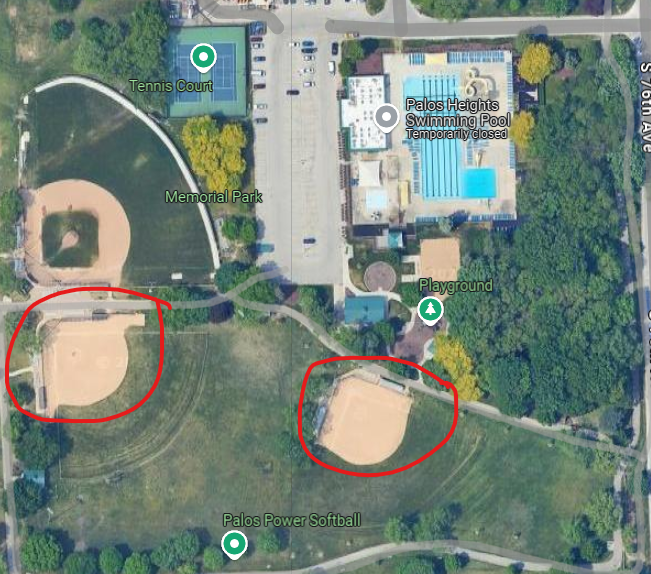 Tennis Court
S 76th Ave
Palos Heights
Swimming Pool
Temporarily closed
Memorial Park
Playground
Palos Power Softball